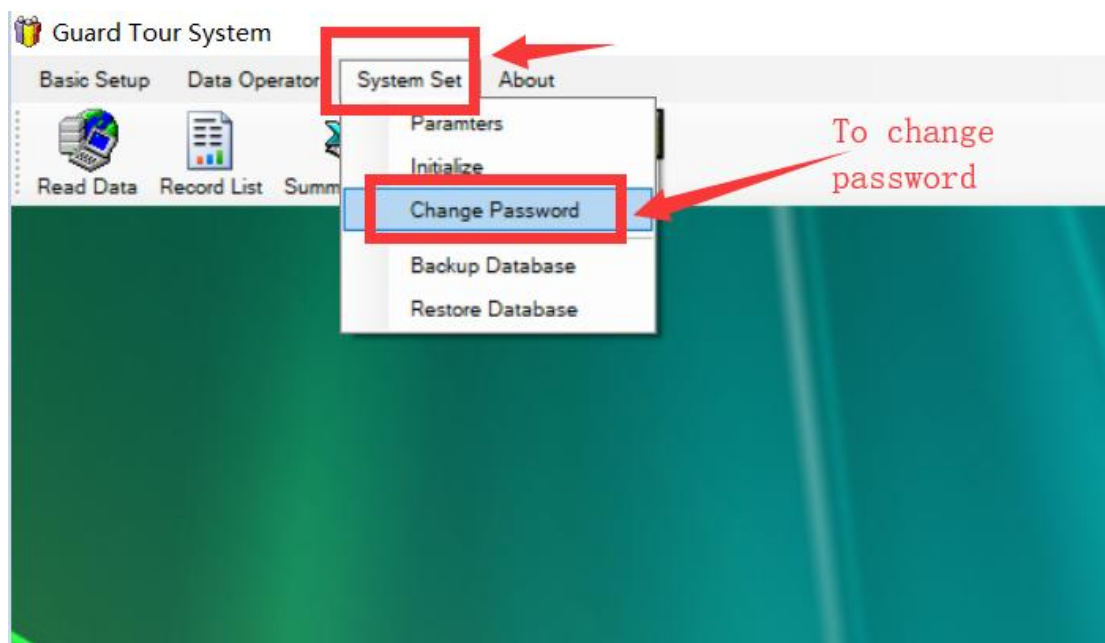 Guard Tour System
Basic Setup Data Operator System Set About
Read Data Record List
Paramters
Initialize
Change Password
Backup Database
Restore Database
To change
password